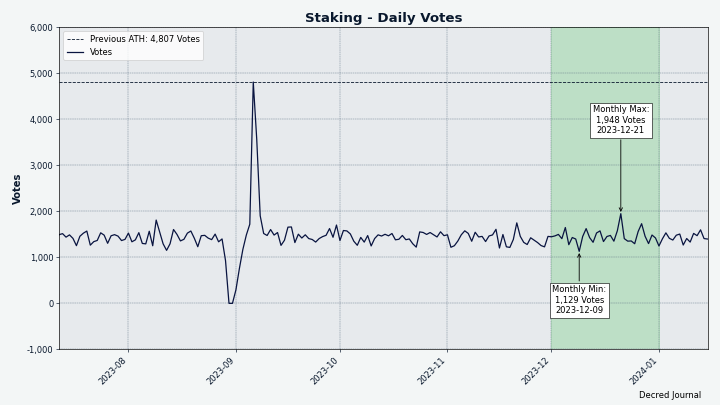 Staking - Daily Votes
6,000
5,000
4,000
3,000
2,000
1,000
0
-1,000
Votes
Previous ATH: 4,807 Votes
Votes
Monthly Max:
1,948 Votes
2023-12-21
Monthly Min:
1,129 Votes
2023-12-09
2023-08
2023-09
2023-10
2023-11
2023-12
2024-01
Decred Journal